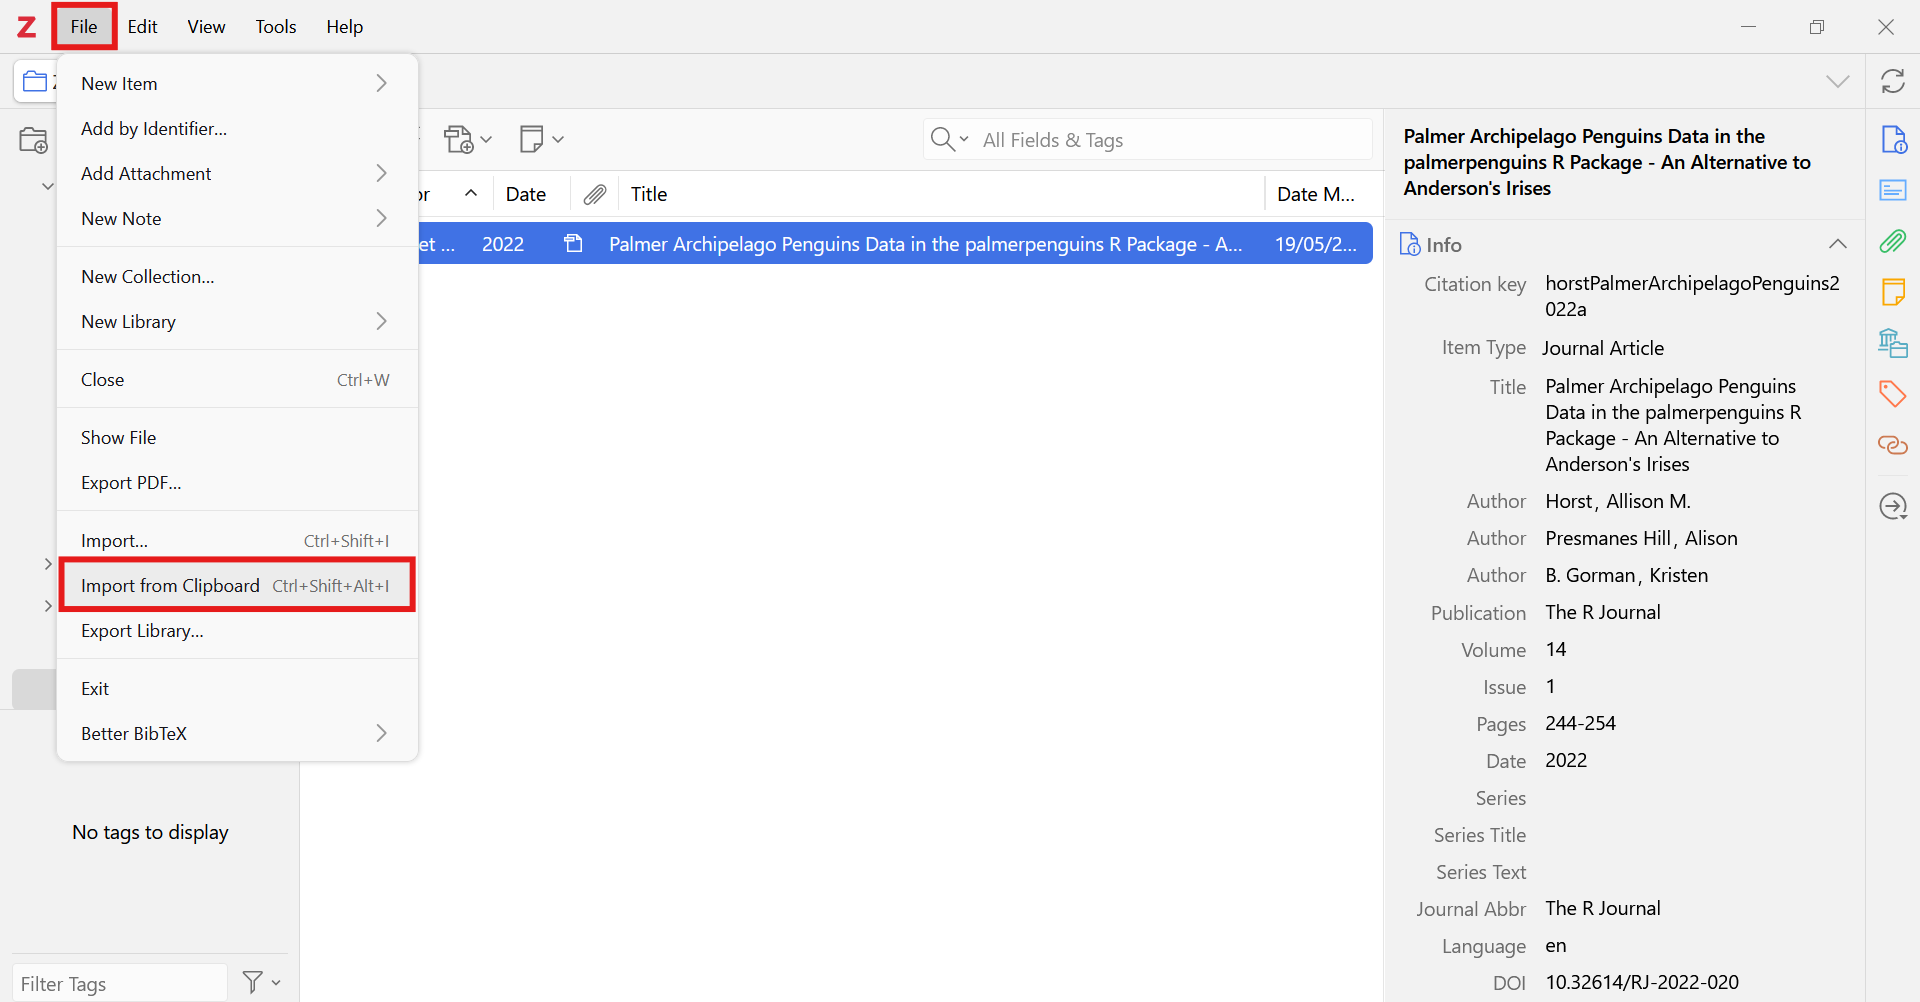 Z File Edit View Tools Help
New Item
Add by Identifier...
Add Attachment
New Note
New Collection...
New Library
Close Ctrl+W
Show File
Export PDF...
Import... Ctrl+Shift+I
Import from Clipboard Ctrl+Shift+Alt+I
Export Library...
Exit
Better BibTeX
No tags to display
Filter Tags
All Fields & Tags
or Date Title Date M...
et ... 2022 Palmer Archipelago Penguins Data in the palmerpenguins R Package - A... 19/05/2...
Palmer Archipelago Penguins Data in the
palmerpenguins R Package - An Alternative to
Anderson's Irises
Info
Citation key horstPalmerArchipelagoPenguins2
022a
Item Type Journal Article
Title Palmer Archipelago Penguins
Data in the palmerpenguins R
Package - An Alternative to
Anderson's Irises
Author Horst, Allison M.
Author Presmanes Hill, Alison
Author B. Gorman, Kristen
Publication The R Journal
Volume 14
Issue 1
Pages 244-254
Date 2022
Series
Series Title
Series Text
Journal Abbr The R Journal
Language en
DOI 10.32614/RJ-2022-020